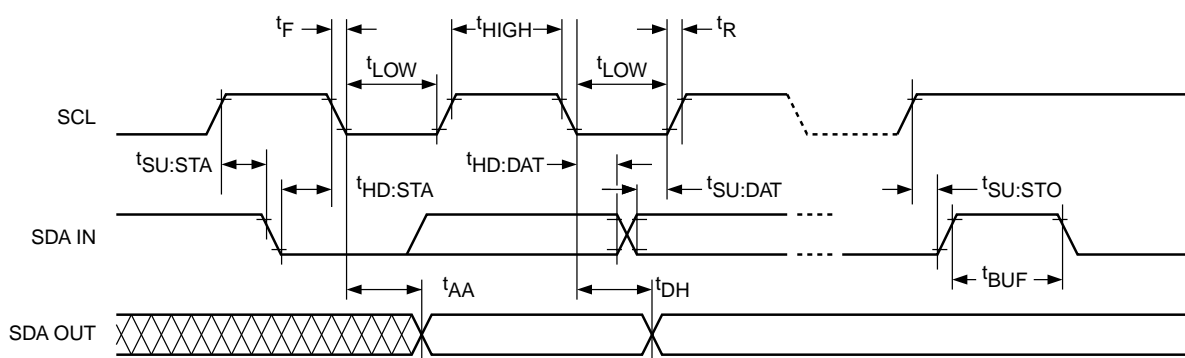 tF
tHIGH
tR
tLOW
tLOW
SCL
tSU:STA
tHD:STA
tHD:DAT
tSU:DAT
tSU:STO
SDA IN
tBUF
tAA
tDH
SDA OUT